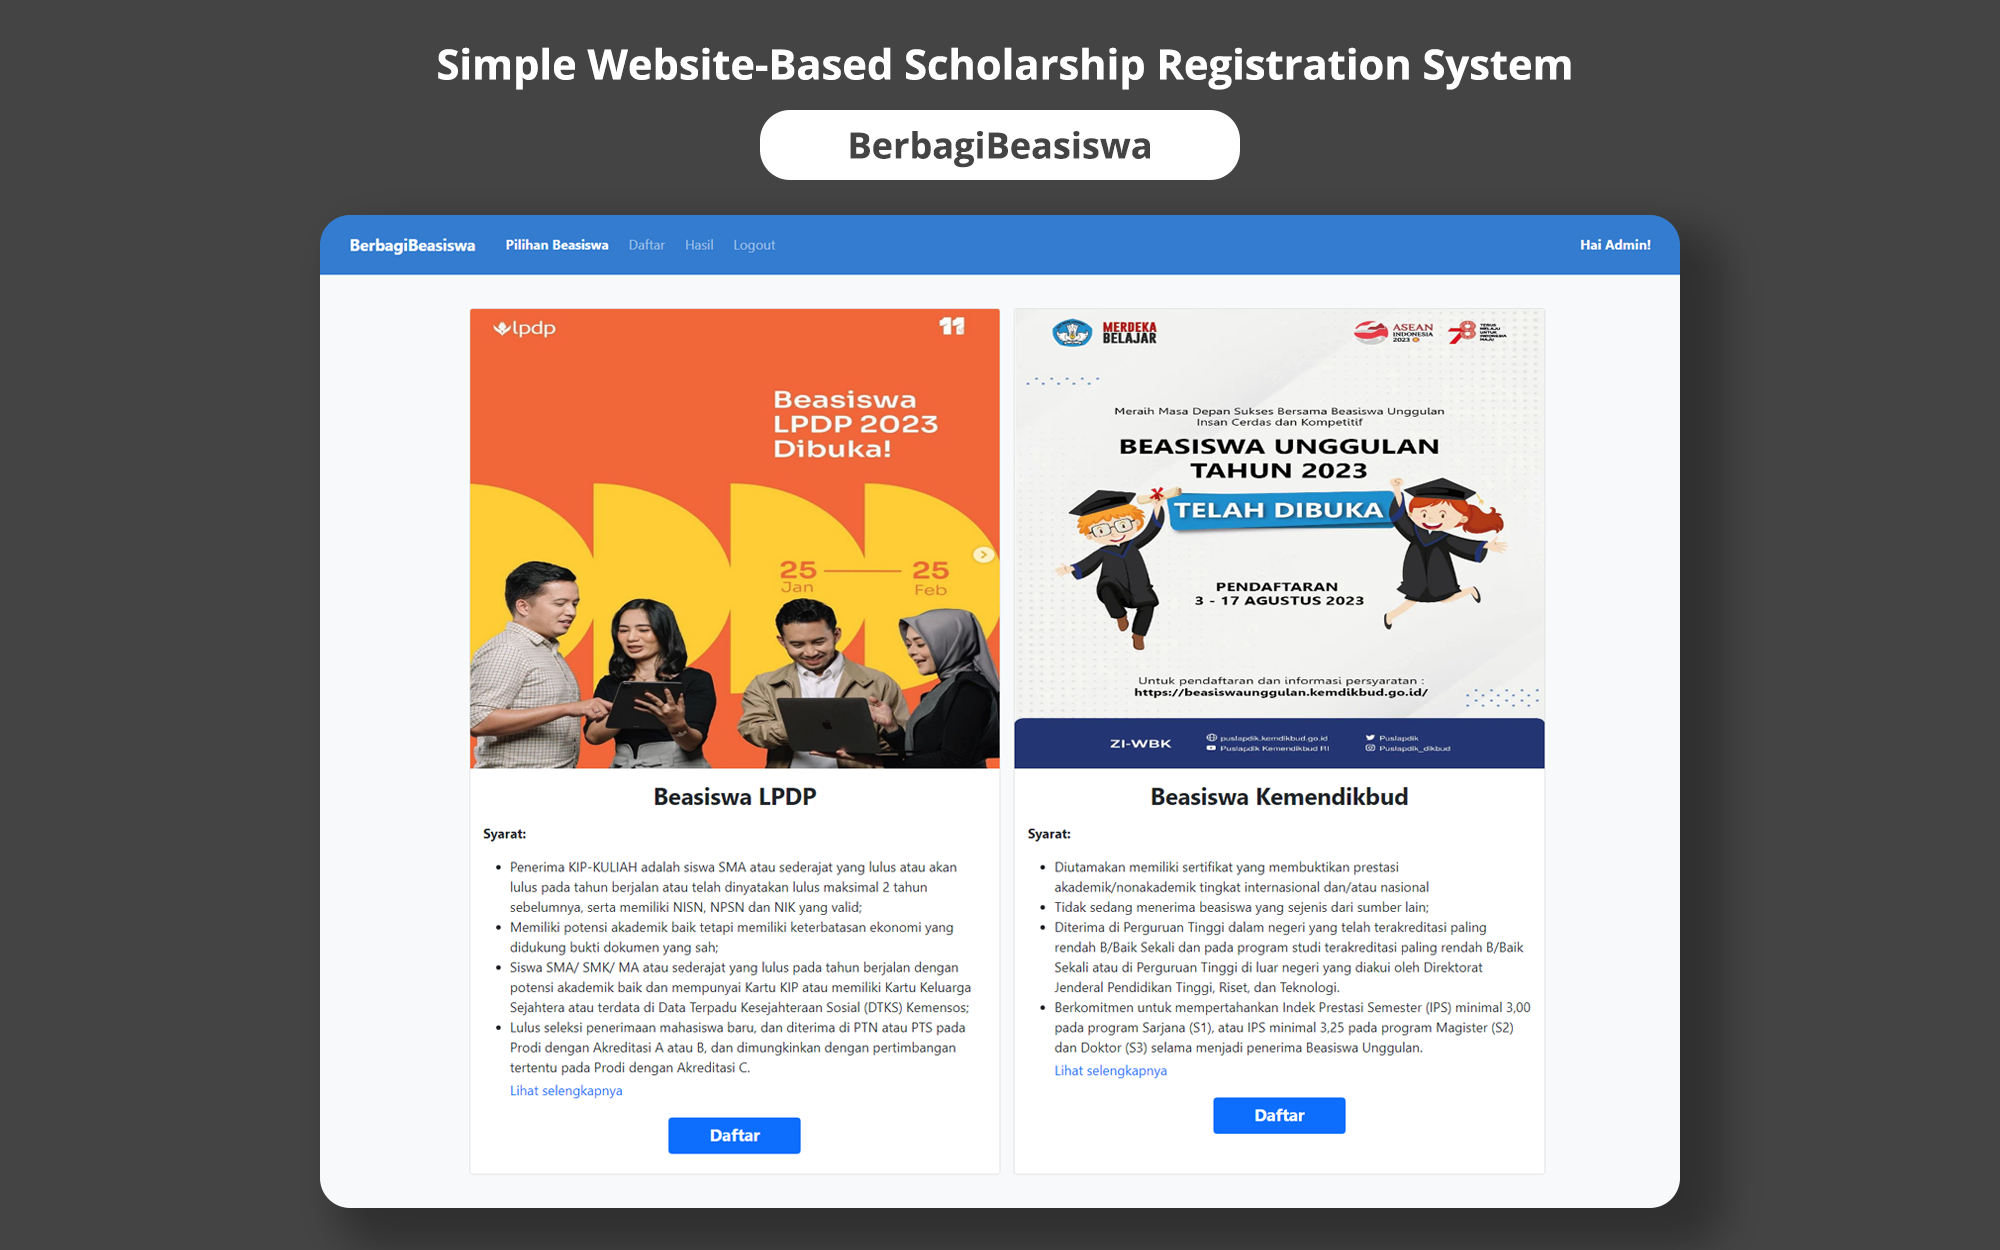 Simple Website-Based Scholarship Registration System
BerbagiBeasiswa
BerbagiBeasiswa Pilihan Beasiswa Daftar Hasil Logout Hai Admin!
lpdp 11
Beasiswa
LPDP 2023
Dibuka!
25 25
Jan Feb
MERDEKA
BELAJAR
ASEAN
INDONESIA
2023
78
TERUS
MELAJU
UNTUK
INDONESIA
MAJU
Meraih Masa Depan Sukses Bersama Beasiswa Unggulan
Insan Cerdas dan Kompetitif
BEASISWA UNGGULAN
TAHUN 2023
TELAH DIBUKA
PENDAFTARAN
3 - 17 AGUSTUS 2023
Untuk pendaftaran dan informasi persyaratan :
https://beasiswaunggulan.kemdikbud.go.id/
ZI-WBK
puslapdik.kemdikbud.go.id
Puslapdik Kemendikbud RI
Puslapdik
Puslapdik_dikbud
Beasiswa LPDP
Syarat:
• Penerima KIP-KULIAH adalah siswa SMA atau sederajat yang lulus atau akan
lulus pada tahun berjalan atau telah dinyatakan lulus maksimal 2 tahun
sebelumnya, serta memiliki NISN, NPSN dan NIK yang valid;
• Memiliki potensi akademik baik tetapi memiliki keterbatasan ekonomi yang
didukung bukti dokumen yang sah;
• Siswa SMA/ SMK/ MA atau sederajat yang lulus pada tahun berjalan dengan
potensi akademik baik dan mempunyai Kartu KIP atau memiliki Kartu Keluarga
Sejahtera atau terdata di Data Terpadu Kesejahteraan Sosial (DTKS) Kemensos;
• Lulus seleksi penerimaan mahasiswa baru, dan diterima di PTN atau PTS pada
Prodi dengan Akreditasi A atau B, dan dimungkinkan dengan pertimbangan
tertentu pada Prodi dengan Akreditasi C.
Lihat selengkapnya
Daftar
Beasiswa Kemendikbud
Syarat:
• Diutamakan memiliki sertifikat yang membuktikan prestasi
akademik/nonakademik tingkat internasional dan/atau nasional
• Tidak sedang menerima beasiswa yang sejenis dari sumber lain;
• Diterima di Perguruan Tinggi dalam negeri yang telah terakreditasi paling
rendah B/Baik Sekali dan pada program studi terakreditasi paling rendah B/Baik
Sekali atau di Perguruan Tinggi di luar negeri yang diakui oleh Direktorat
Jenderal Pendidikan Tinggi, Riset, dan Teknologi.
• Berkomitmen untuk mempertahankan Indek Prestasi Semester (IPS) minimal 3,00
pada program Sarjana (S1), atau IPS minimal 3,25 pada program Magister (S2)
dan Doktor (S3) selama menjadi penerima Beasiswa Unggulan.
Lihat selengkapnya
Daftar